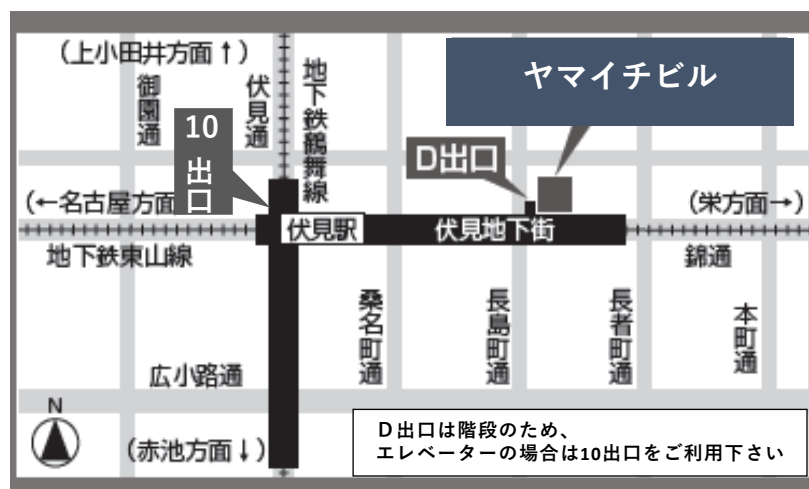 (上小田井方面↑)
ヤマイチビル
御園通
伏見通
地下鉄鶴舞線
10
出
口
D出口
(←名古屋方面
(栄方面→)
伏見駅
伏見地下街
地下鉄東山線
錦通
桑名町通
長島町通
長者町通
本町通
広小路通
N
(赤池方面↓)
D出口は階段のため、
エレベーターの場合は10出口をご利用下さい